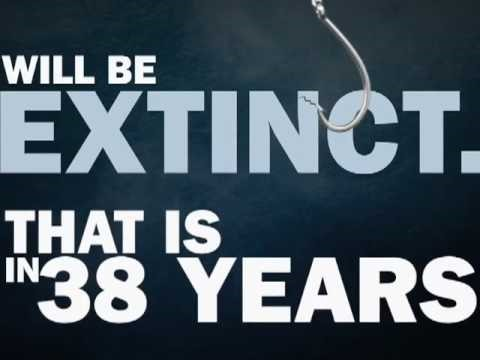 WILL BE
EXTINCT.
THAT IS
IN 38 YEARS